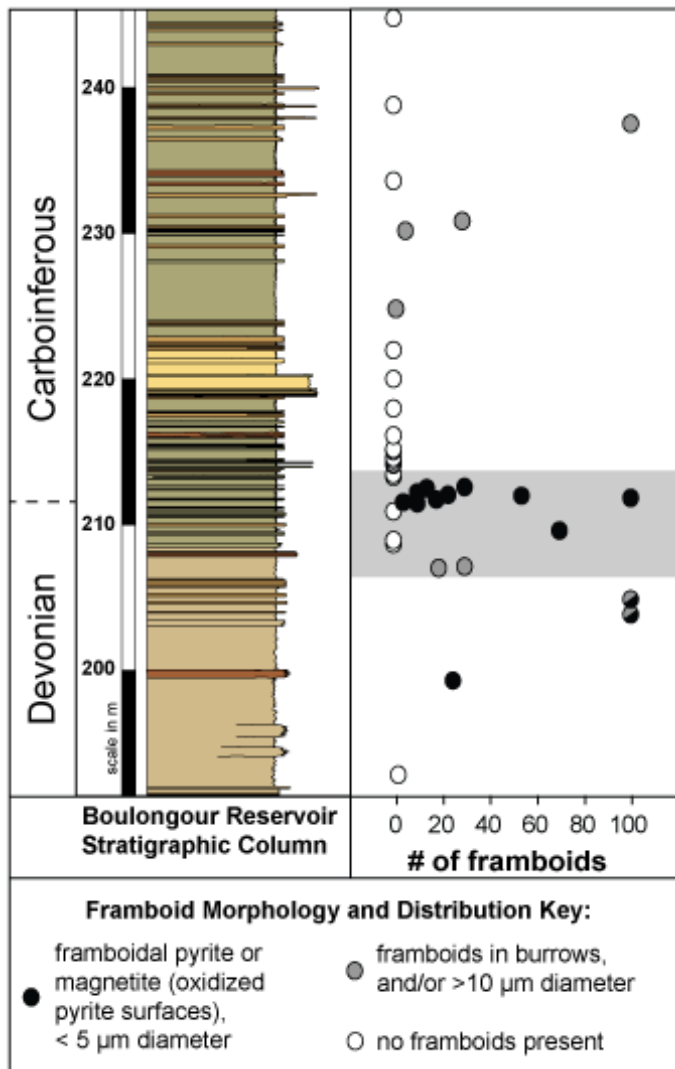 Carboinferous
Devonian
240
230
220
210
200
scale in m
Boulongour Reservoir
Stratigraphic Column
0 20 40 60 80 100
# of framboids
Framboid Morphology and Distribution Key:
framboidal pyrite or
magnetite (oxidized
pyrite surfaces),
< 5 µm diameter
framboids in burrows,
and/or >10 µm diameter
no framboids present